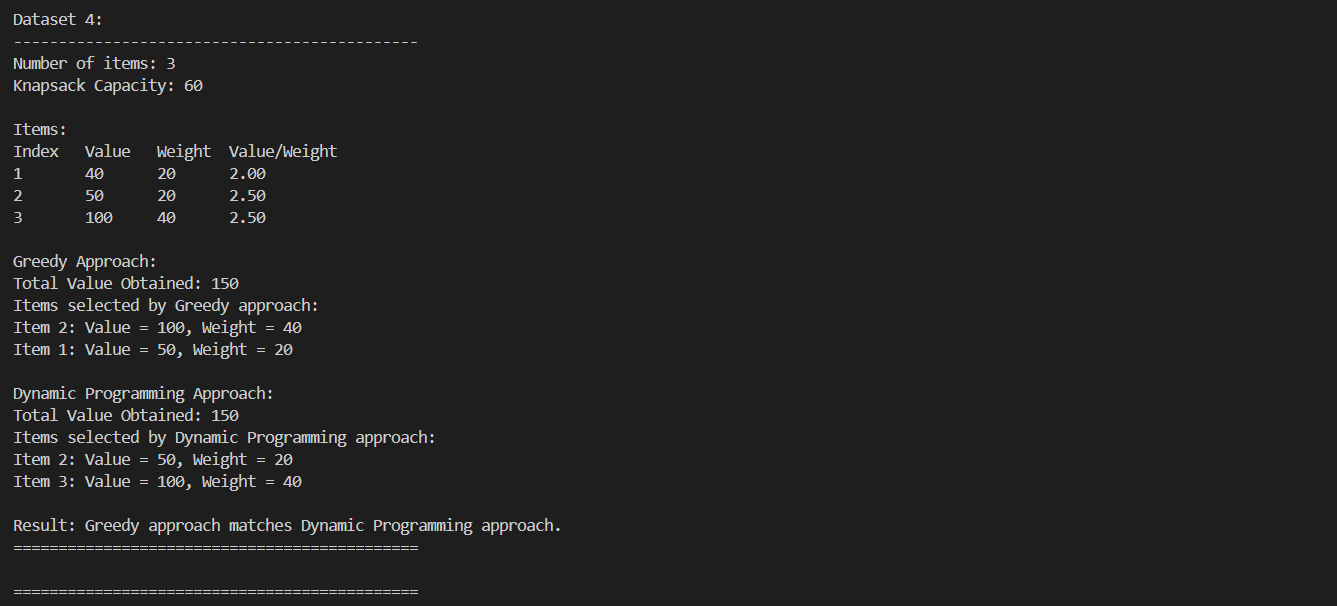 Dataset 4:
---------------------------------------------
Number of items: 3
Knapsack Capacity: 60
Items:
Index   Value   Weight  Value/Weight
1       40      20      2.00
2       50      20      2.50
3       100     40      2.50
Greedy Approach:
Total Value Obtained: 150
Items selected by Greedy approach:
Item 2: Value = 100, Weight = 40
Item 1: Value = 50, Weight = 20
Dynamic Programming Approach:
Total Value Obtained: 150
Items selected by Dynamic Programming approach:
Item 2: Value = 50, Weight = 20
Item 3: Value = 100, Weight = 40
Result: Greedy approach matches Dynamic Programming approach.
=============================================
=============================================